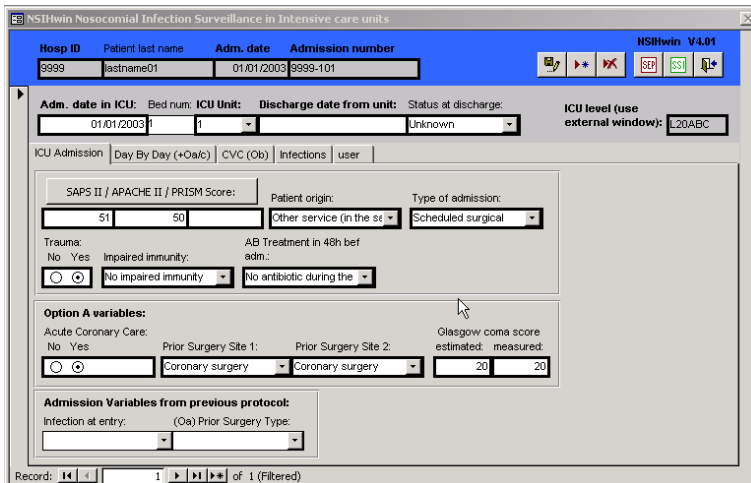 NSIHwin Nosocomial Infection Surveillance in Intensive care units
NSIHwin V4.01
Hosp ID Patient last name Adm. date Admission number
9999 lastname01 01/01/2003 9999-101
SEP SSI
Adm. date in ICU: Bed num: ICU Unit: Discharge date from unit: Status at discharge:
01/01/2003 1 1 Unknown
ICU level (use
external window): L20ABC
ICU Admission Day By Day (+Oa/c) CVC (Ob) Infections user
SAPS II / APACHE II / PRISM Score: Patient origin: Type of admission:
51 50 Other service (in the sa Scheduled surgical
Trauma: AB Treatment in 48h bef
No Yes Impaired immunity: adm.:
No impaired immunity No antibiotic during the
Option A variables:
Acute Coronary Care: Glasgow coma score
No Yes Prior Surgery Site 1: Prior Surgery Site 2: estimated: measured:
Coronary surgery Coronary surgery 20 20
Admission Variables from previous protocol:
Infection at entry: (Oa) Prior Surgery Type:
Record: 1 of 1 (Filtered)